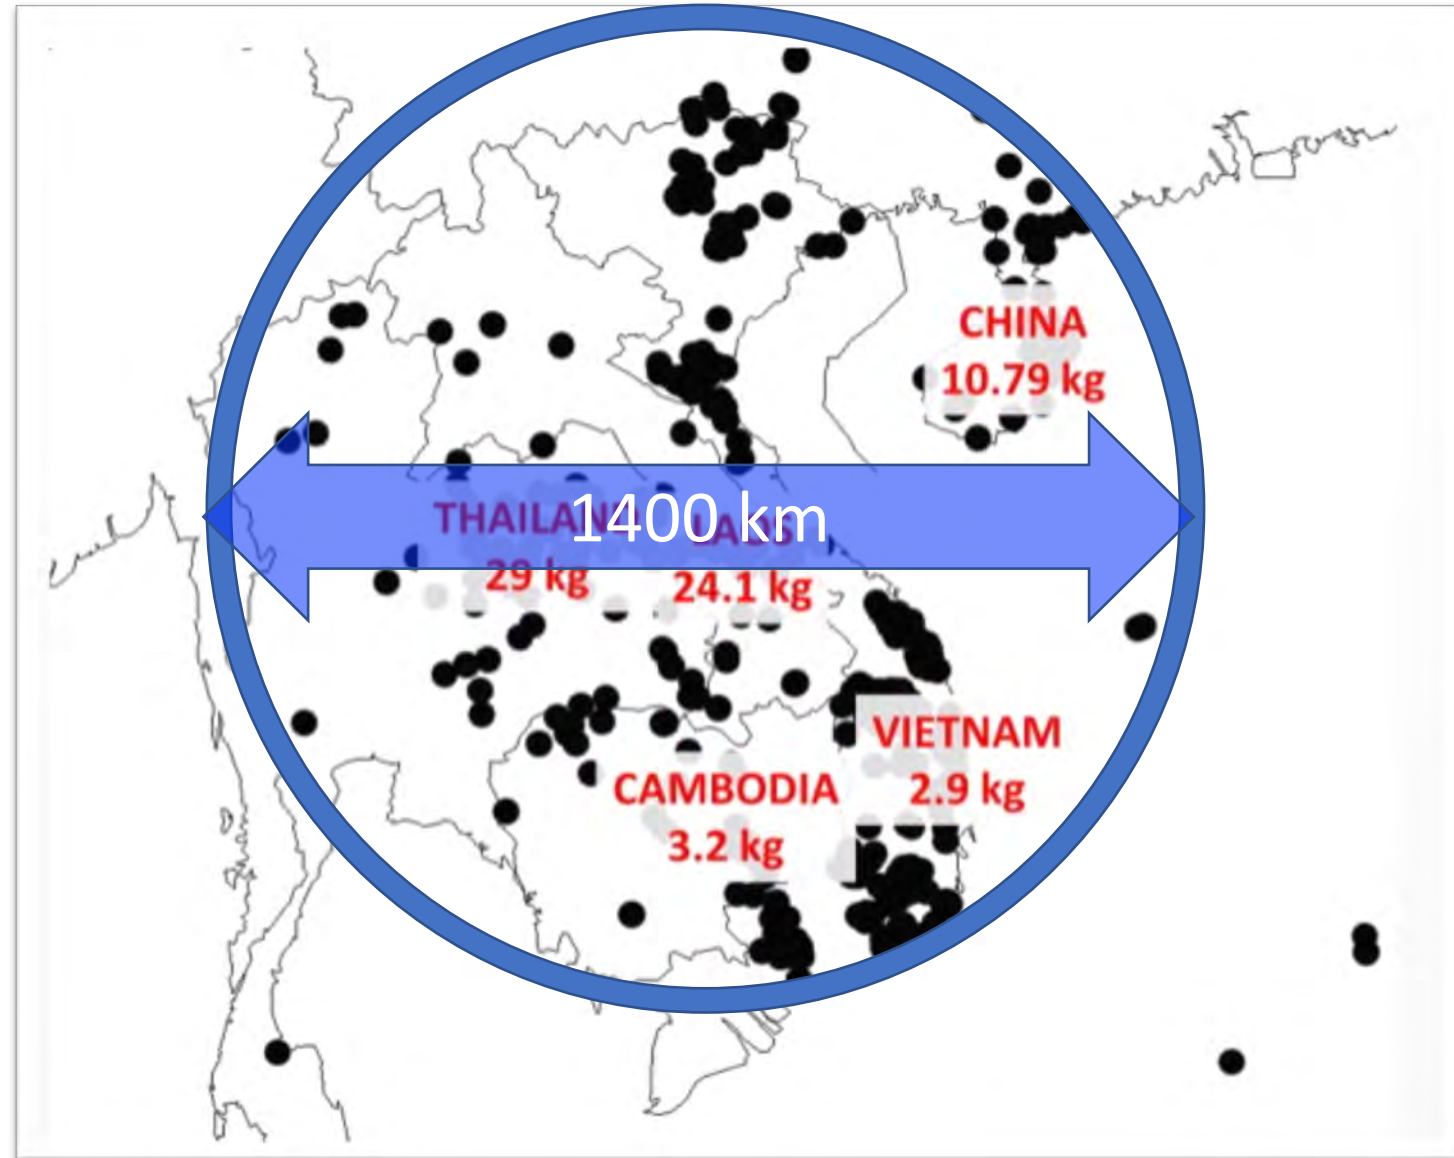 CHINA
10.79 kg
THAILAND
29 kg
1400 km
LAOS
24.1 kg
VIETNAM
2.9 kg
CAMBODIA
3.2 kg